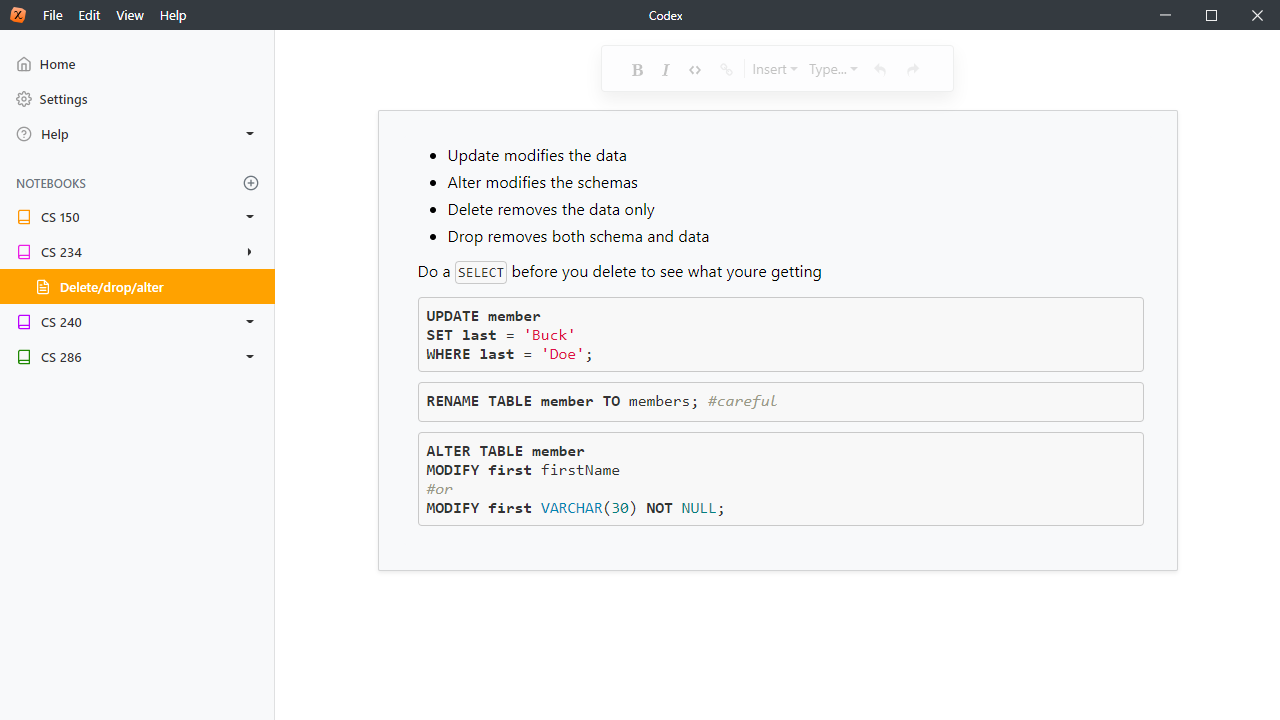 File Edit View Help
Codex
Home
Settings
Help
NOTEBOOKS
CS 150
CS 234
Delete/drop/alter
CS 240
CS 286
B I <> Insert Type...
• Update modifies the data
• Alter modifies the schemas
• Delete removes the data only
• Drop removes both schema and data
Do a SELECT before you delete to see what youre getting
UPDATE member
SET last = 'Buck'
WHERE last = 'Doe';
RENAME TABLE member TO members; #careful
ALTER TABLE member
MODIFY first firstName
#or
MODIFY first VARCHAR(30) NOT NULL;